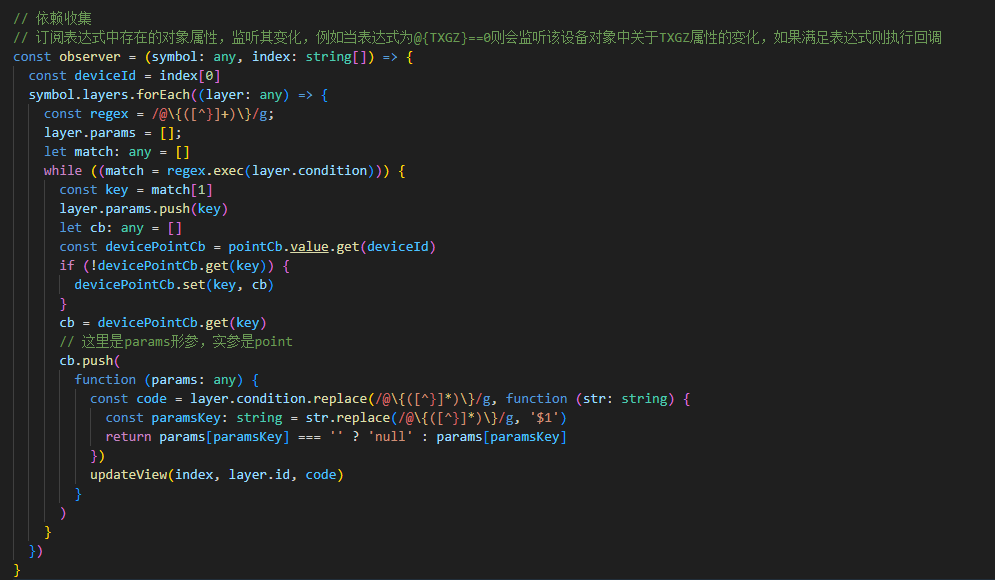 // 依赖收集
// 订阅表达式中存在的对象属性，监听其变化，例如当表达式为@{TXGZ}==0则会监听该设备对象中关于TXGZ属性的变化，如果满足表达式则执行回调
const observer = (symbol: any, index: string[]) => {
  const deviceId = index[0]
  symbol.layers.forEach((layer: any) => {
    const regex = /@\{([^}]+)\}/g;
    layer.params = [];
    let match: any = []
    while ((match = regex.exec(layer.condition))) {
      const key = match[1]
      layer.params.push(key)
      let cb: any = []
      const devicePointCb = pointCb.value.get(deviceId)
      if (!devicePointCb.get(key)) {
        devicePointCb.set(key, cb)
      }
      cb = devicePointCb.get(key)
      // 这里是params形参，实参是point
      cb.push(
        function (params: any) {
          const code = layer.condition.replace(/@\{([^}]*)\}/g, function (str: string) {
            const paramsKey: string = str.replace(/@\{([^}]*)\}/g, '$1')
            return params[paramsKey] === '' ? 'null' : params[paramsKey]
          })
          updateView(index, layer.id, code)
        }
      )
    }
  })
}